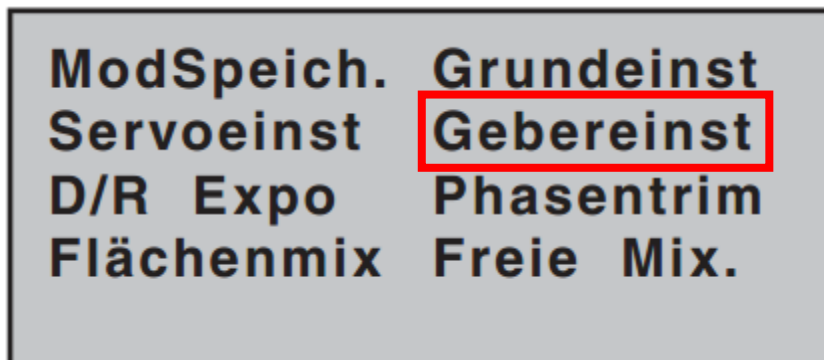 ModSpeich. Grundeinst
Servoeinst Gebereinst
D/R Expo Phasentrim
Flächenmix Freie Mix.